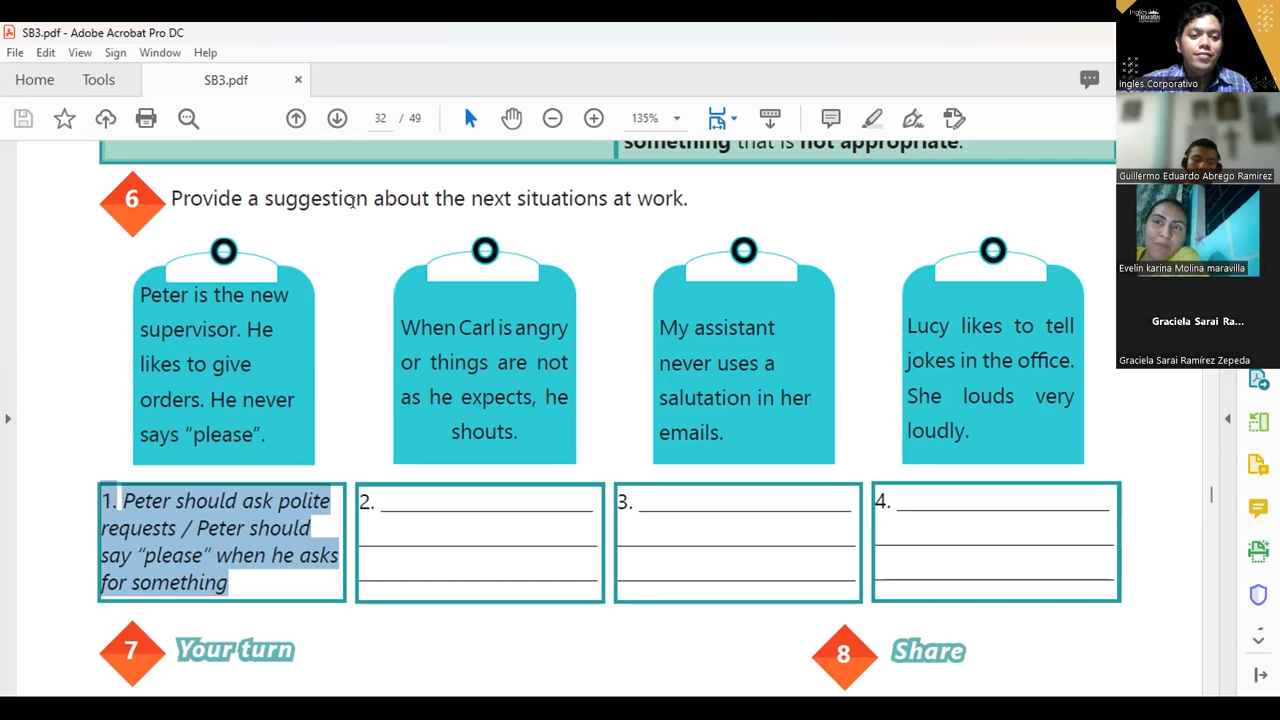 SB3.pdf - Adobe Acrobat Pro DC
File Edit View Sign Window Help
Home Tools SB3.pdf ×
32 / 49 135%
something that is not appropriate.
6 Provide a suggestion about the next situations at work.
Peter is the new
supervisor. He
likes to give
orders. He never
says “please”.
When Carl is angry
or things are not
as he expects, he
shouts.
My assistant
never uses a
salutation in her
emails.
Lucy likes to tell
jokes in the office.
She louds very
loudly.
1. Peter should ask polite
requests / Peter should
say “please” when he asks
for something
2.
3.
4.
7 Your turn
8 Share
Inglés Corporativo
Guillermo Eduardo Abrego Ramirez
Evelin karina Molina maravilla
Graciela Sarai Ra...
Graciela Sarai Ramírez Zepeda